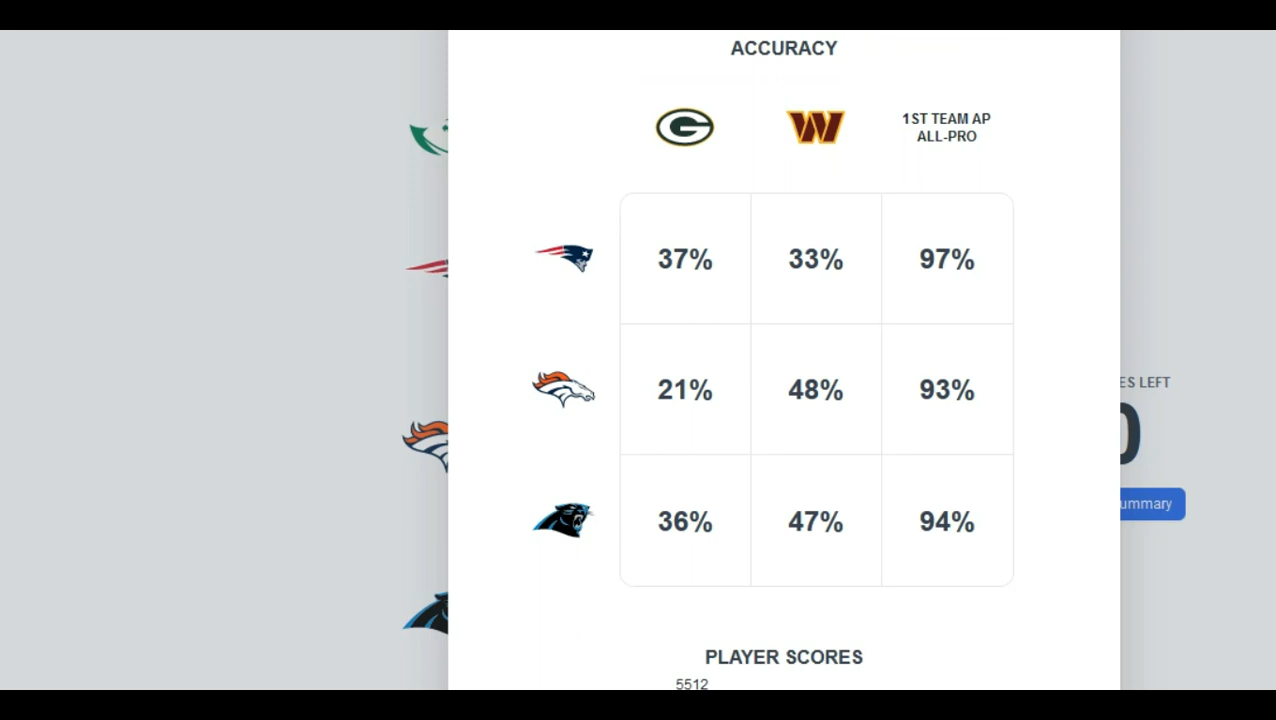 ACCURACY
1ST TEAM AP
ALL-PRO
37% 33% 97%
21% 48% 93%
36% 47% 94%
ES LEFT
0
ummary
PLAYER SCORES
5512